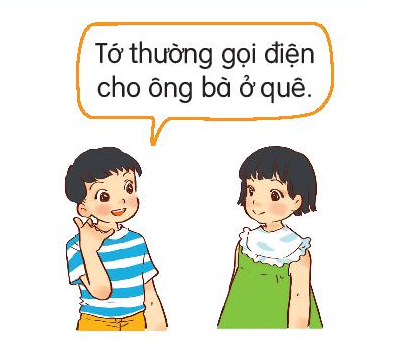 Tớ thường gọi điện
cho ông bà ở quê.